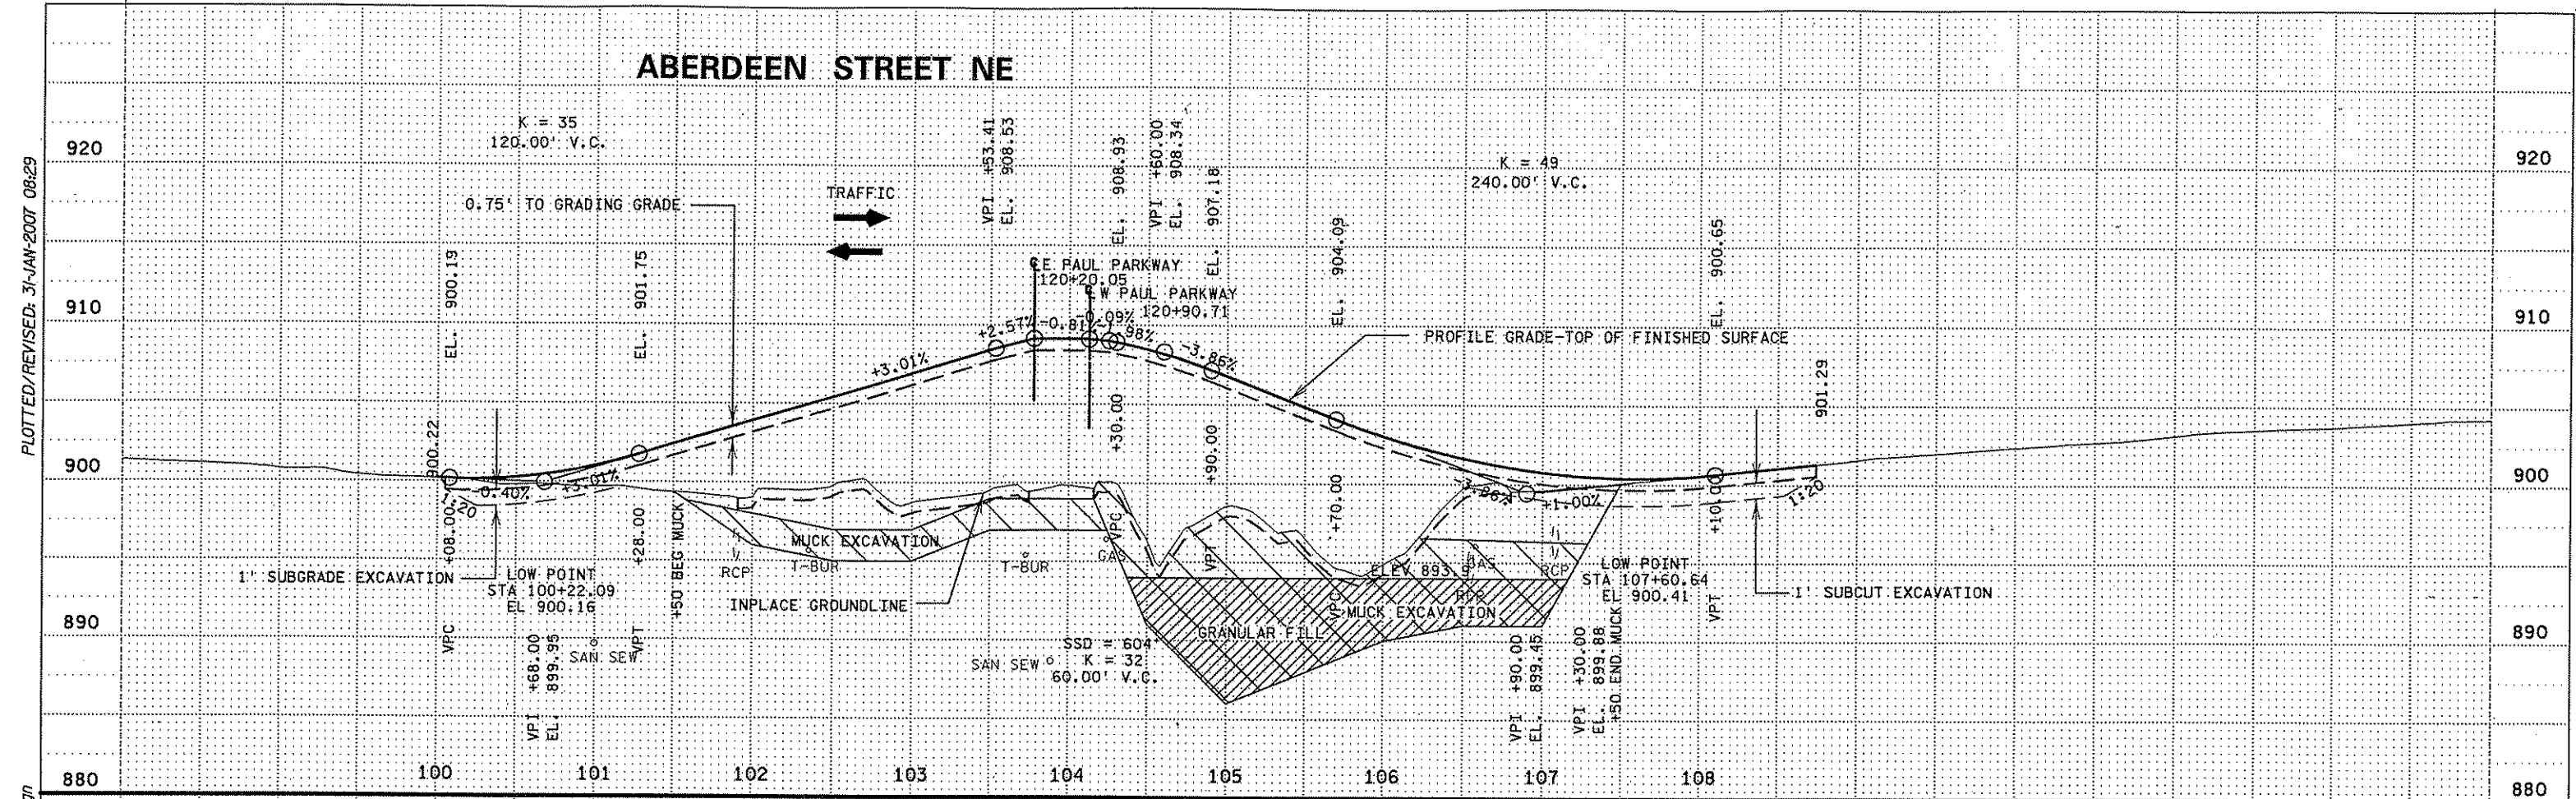 ABERDEEN STREET NE
PLOTTED/REVISED: 31-JAN-2007 08:29
K = 35
120.00' V.C.
920
920
0.75' TO GRADING GRADE
TRAFFIC
VPI +53.41
EL. 908.53
EL. 908.93
VPI +60.00
EL. 908.34
EL. 907.18
K = 49
240.00' V.C.
EL. 900.19
EL. 901.75
EL. 904.09
EL. 900.65
E PAUL PARKWAY
120+20.05
W PAUL PARKWAY
120+90.71
910
910
+2.57%
-0.81%
-0.09%
-3.86%
+3.01%
PROFILE GRADE-TOP OF FINISHED SURFACE
901.29
900.22
+30.00
+90.00
900
900
-0.40%
+3.01%
1:20
-3.86%
+1.00%
1:20
+08.00
+28.00
+70.00
+10.00
VPC
VPT
MUCK EXCAVATION
RCP
T-BUR
T-BUR
GAS
ELEV 893.9
GAS
RCP
RCP
1' SUBGRADE EXCAVATION
LOW POINT
STA 100+22.09
EL 900.16
+50 BEG MUCK
INPLACE GROUNDLINE
LOW POINT
STA 107+60.64
EL 900.41
1' SUBCUT EXCAVATION
VPC
MUCK EXCAVATION
GRANULAR FILL
VPT
890
890
VPC
VPT
VPI +68.00
EL. 899.95
SAN SEW
SAN SEW
SSD = 604'
K = 32
60.00' V.C.
VPI +90.00
EL. 899.45
VPI +30.00
EL. 899.88
+50 END MUCK
100 101 102 103 104 105 106 107 108
880
880